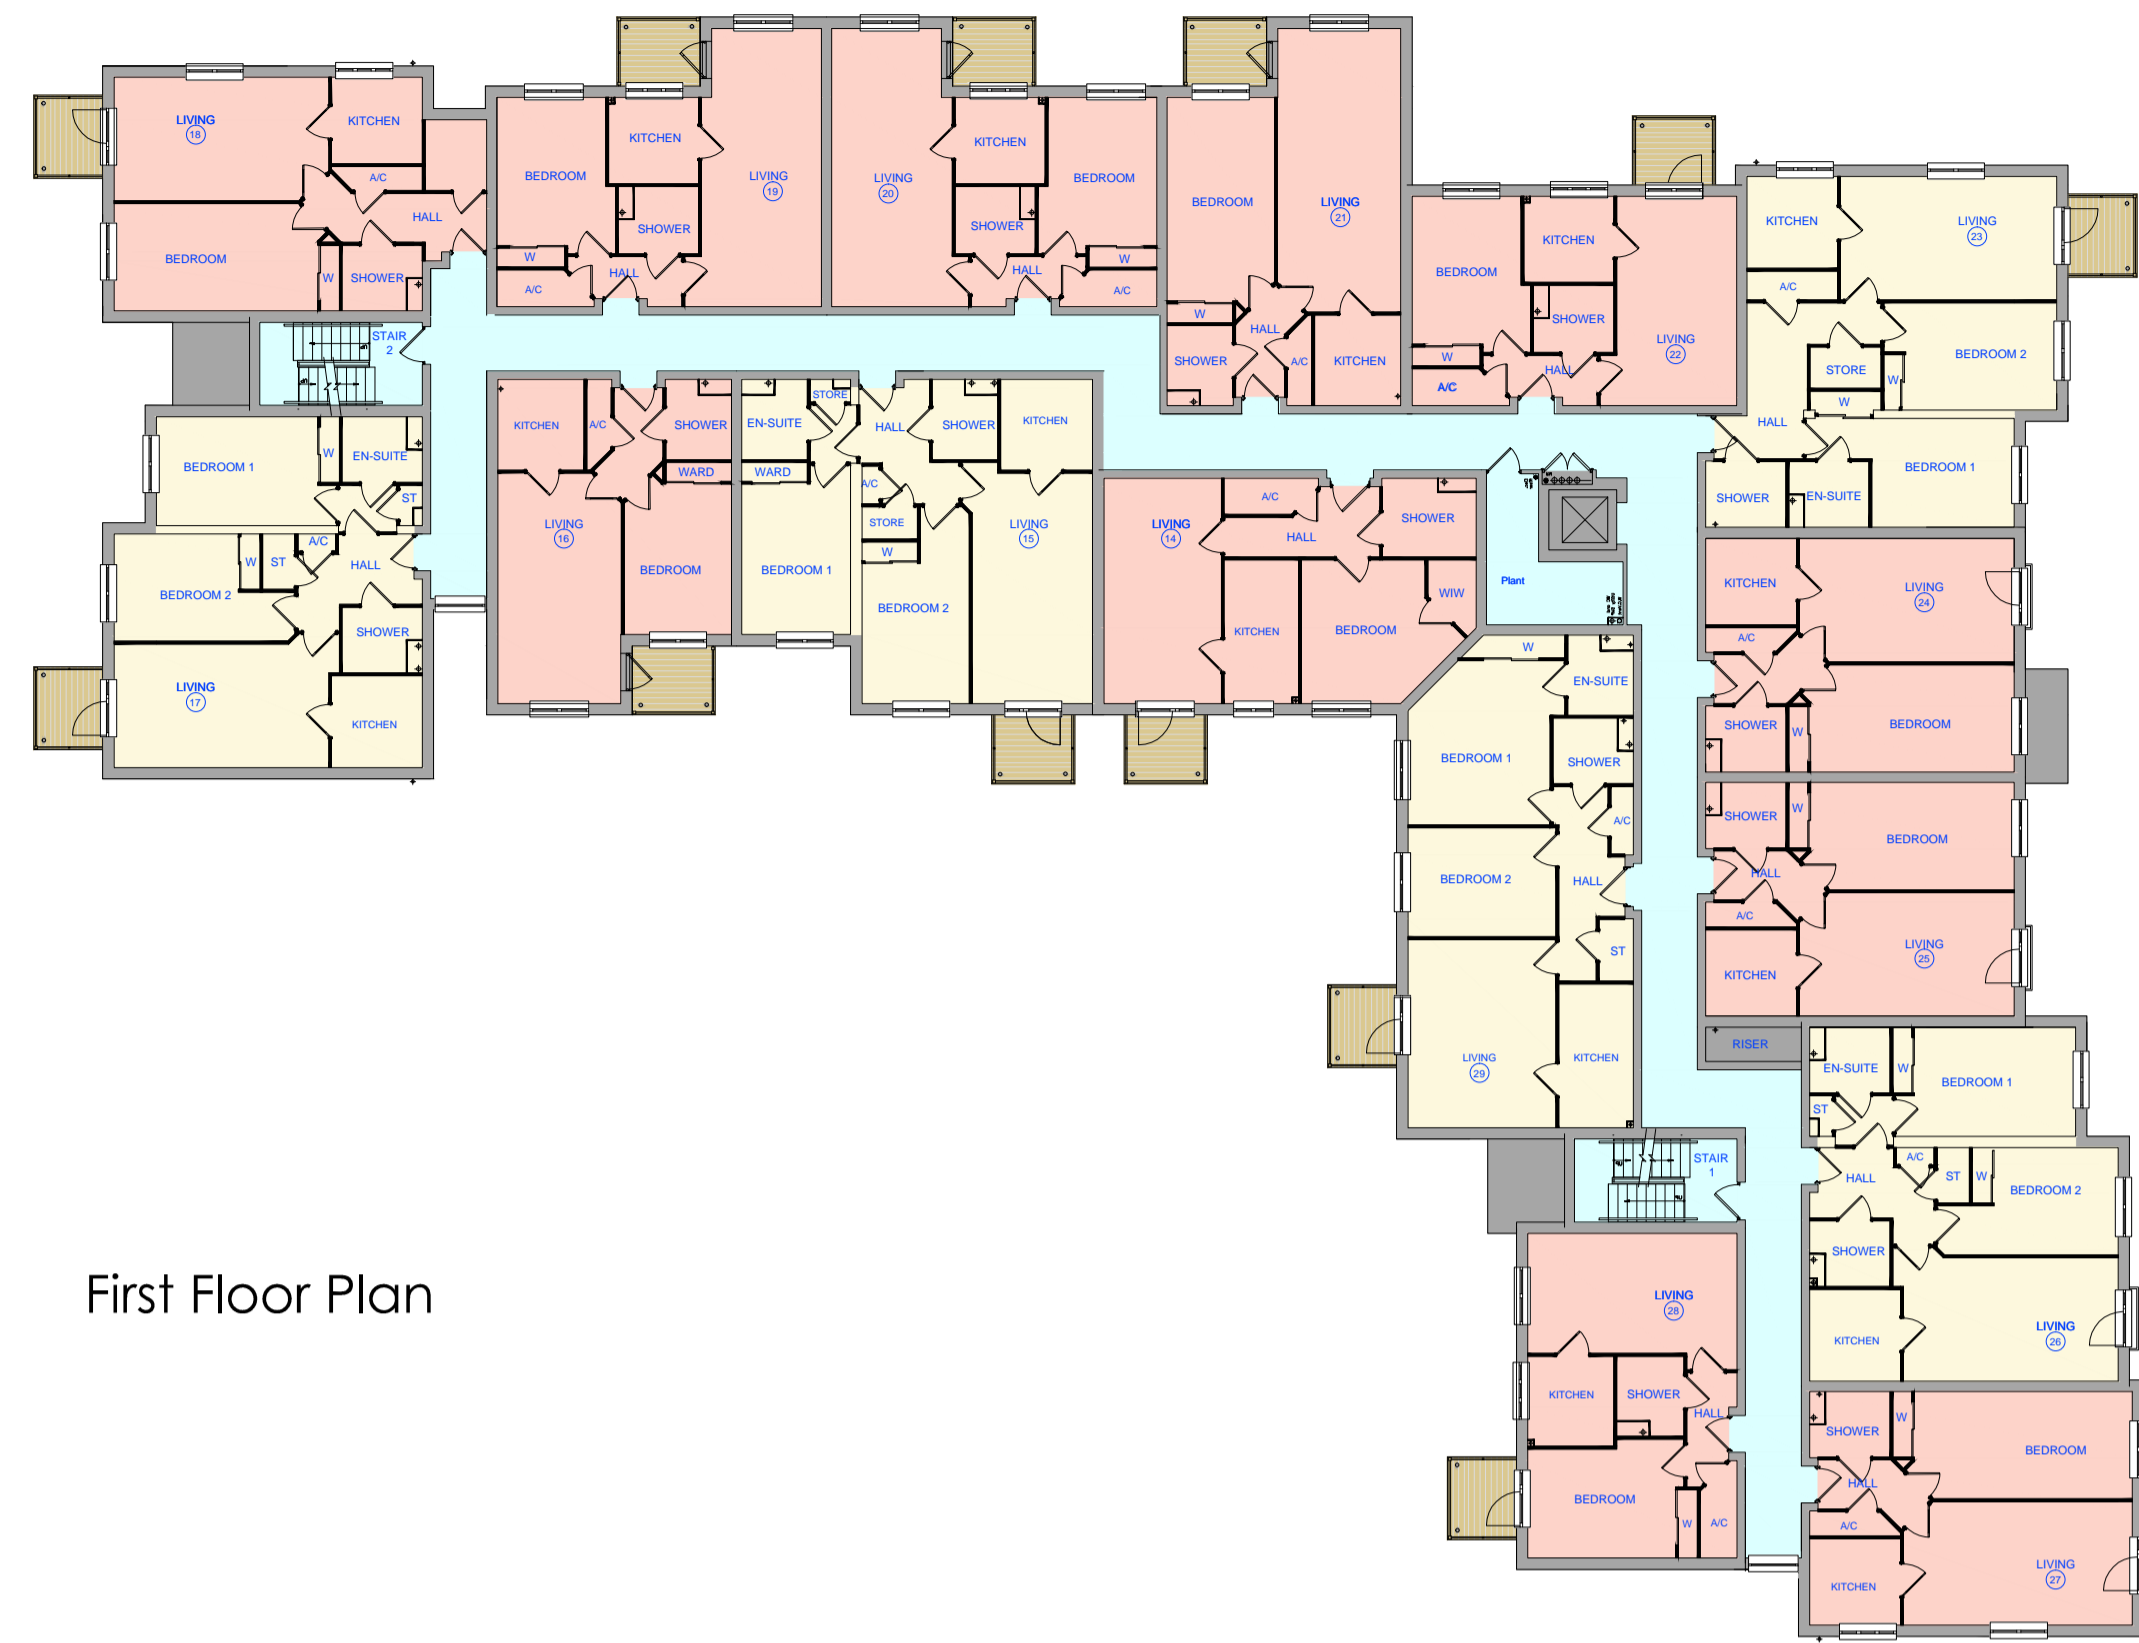 LIVING
18
KITCHEN
A/C
HALL
BEDROOM
W
SHOWER
BEDROOM
KITCHEN
LIVING
19
SHOWER
W
HALL
A/C
LIVING
20
KITCHEN
BEDROOM
SHOWER
W
HALL
A/C
BEDROOM
LIVING
21
W
HALL
SHOWER
A/C
KITCHEN
BEDROOM
KITCHEN
SHOWER
LIVING
22
W
HALL
A/C
KITCHEN
LIVING
23
A/C
BEDROOM 2
STORE
W
W
HALL
BEDROOM 1
SHOWER
EN-SUITE
STAIR
2
BEDROOM 1
W
EN-SUITE
ST
A/C
HALL
BEDROOM 2
W
ST
SHOWER
LIVING
17
KITCHEN
KITCHEN
A/C
SHOWER
WARD
LIVING
16
BEDROOM
EN-SUITE
STORE
HALL
SHOWER
KITCHEN
WARD
A/C
STORE
W
LIVING
15
BEDROOM 1
BEDROOM 2
LIVING
14
A/C
SHOWER
HALL
WIW
KITCHEN
BEDROOM
Plant
KITCHEN
LIVING
24
A/C
SHOWER
W
BEDROOM
W
EN-SUITE
BEDROOM 1
SHOWER
A/C
BEDROOM 2
HALL
ST
LIVING
29
KITCHEN
SHOWER
W
BEDROOM
HALL
A/C
LIVING
25
KITCHEN
RISER
EN-SUITE
W
BEDROOM 1
ST
A/C
HALL
ST
W
BEDROOM 2
SHOWER
LIVING
26
KITCHEN
STAIR
1
LIVING
28
KITCHEN
SHOWER
HALL
BEDROOM
W
A/C
SHOWER
W
BEDROOM
HALL
A/C
LIVING
27
KITCHEN
First Floor Plan